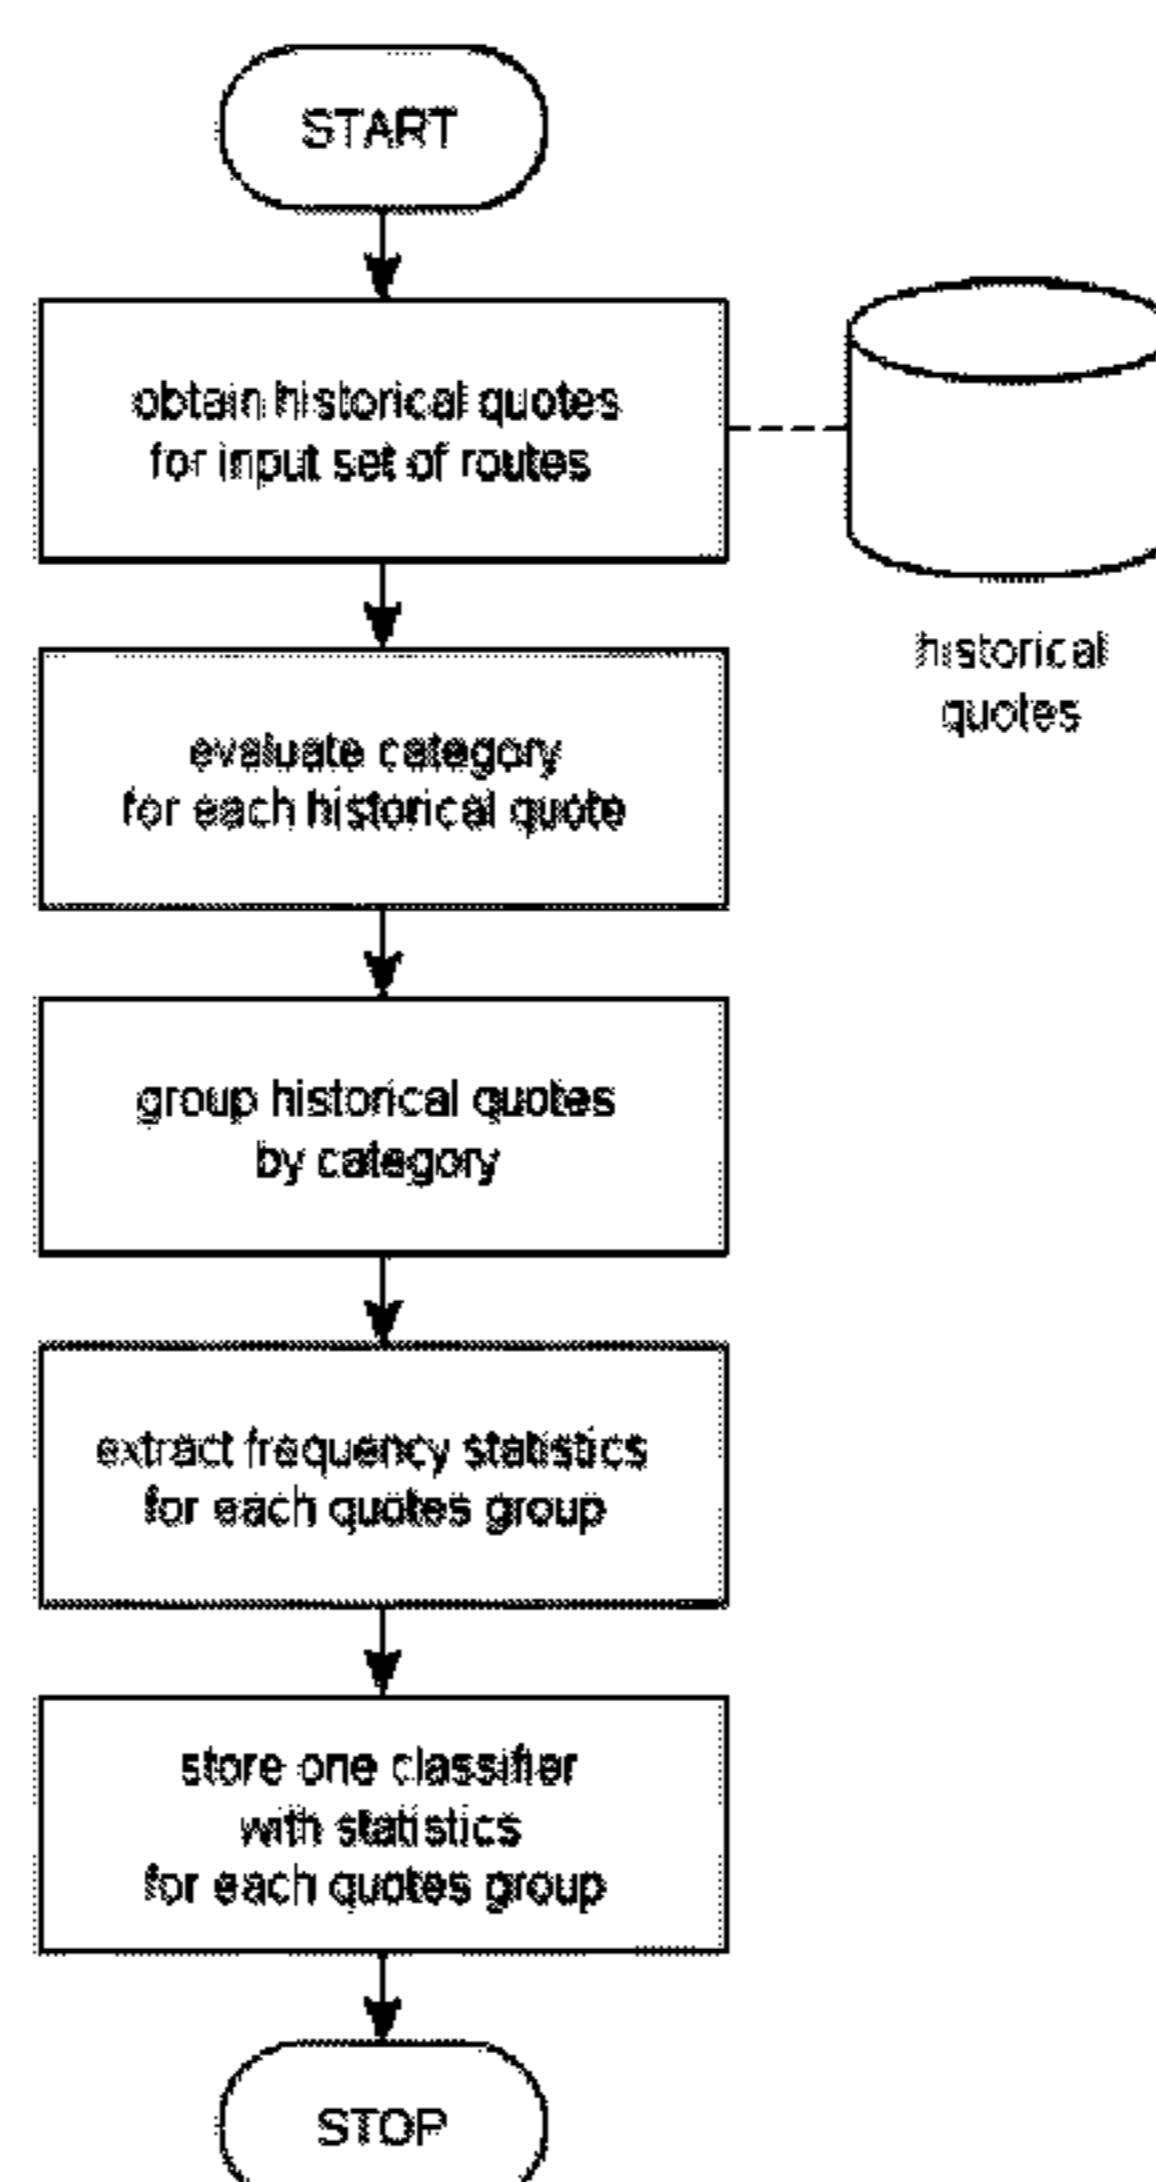 START
obtain historical quotes
for input set of routes
historical
quotes
evaluate category
for each historical quote
group historical quotes
by category
extract frequency statistics
for each quotes group
store one classifier
with statistics
for each quotes group
STOP